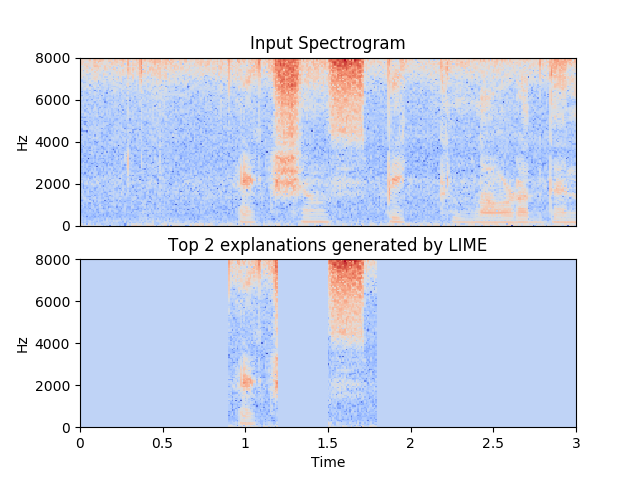 Input Spectrogram
8000
6000
4000
2000
0
Hz
Top 2 explanations generated by LIME
8000
6000
4000
2000
0
Hz
0 0.5 1 1.5 2 2.5 3
Time